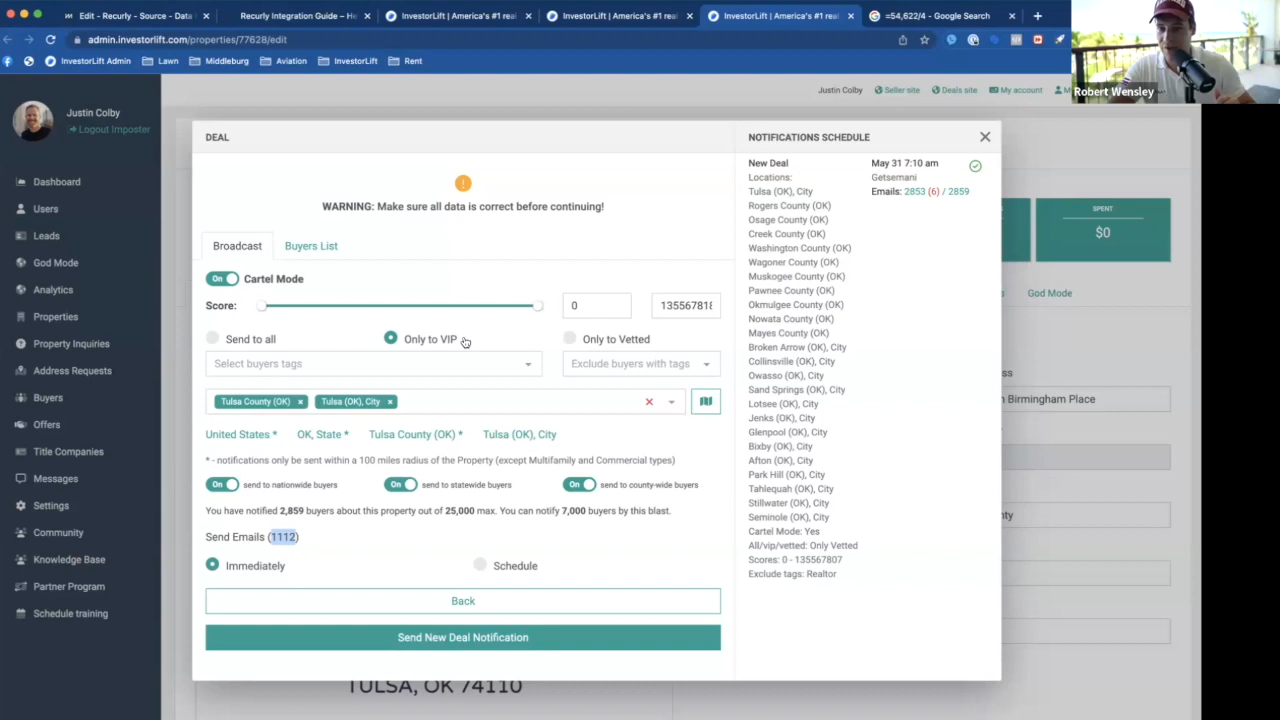 Edit - Recurly - Source - Data
Recurly Integration Guide – He
InvestorLift | America's #1 real
InvestorLift | America's #1 real
InvestorLift | America's #1 real
=54,622/4 - Google Search
admin.investorlift.com/properties/77628/edit
InvestorLift Admin
Lawn
Middleburg
Aviation
InvestorLift
Rent
Robert Wensley
Justin Colby
Logout Imposter
Justin Colby
Seller site
Deals site
My account
Dashboard
Users
Leads
God Mode
Analytics
Properties
Property Inquiries
Address Requests
Buyers
Offers
Title Companies
Messages
Settings
Community
Knowledge Base
Partner Program
Schedule training
DEAL
WARNING: Make sure all data is correct before continuing!
Broadcast
Buyers List
On Cartel Mode
Score:
0
135567818
Send to all
Only to VIP
Only to Vetted
Select buyers tags
Exclude buyers with tags
Tulsa County (OK) ×
Tulsa (OK), City ×
United States *
OK, State *
Tulsa County (OK) *
Tulsa (OK), City
* - notifications only be sent within a 100 miles radius of the Property (except Multifamily and Commercial types)
On send to nationwide buyers
On send to statewide buyers
On send to county-wide buyers
You have notified 2,859 buyers about this property out of 25,000 max. You can notify 7,000 buyers by this blast.
Send Emails (1112)
Immediately
Schedule
Back
Send New Deal Notification
NOTIFICATIONS SCHEDULE
New Deal
May 31 7:10 am
Locations:
Getsemani
Tulsa (OK), City
Emails: 2853 (6) / 2859
Rogers County (OK)
Osage County (OK)
Creek County (OK)
Washington County (OK)
Wagoner County (OK)
Muskogee County (OK)
Pawnee County (OK)
Okmulgee County (OK)
Nowata County (OK)
Mayes County (OK)
Broken Arrow (OK), City
Collinsville (OK), City
Owasso (OK), City
Sand Springs (OK), City
Lotsee (OK), City
Jenks (OK), City
Glenpool (OK), City
Bixby (OK), City
Afton (OK), City
Park Hill (OK), City
Tahlequah (OK), City
Stillwater (OK), City
Seminole (OK), City
Cartel Mode: Yes
All/vip/vetted: Only Vetted
Scores: 0 - 135567807
Exclude tags: Realtor
SPENT
$0
God Mode
ss
Birmingham Place
nty
TULSA, OK 74110